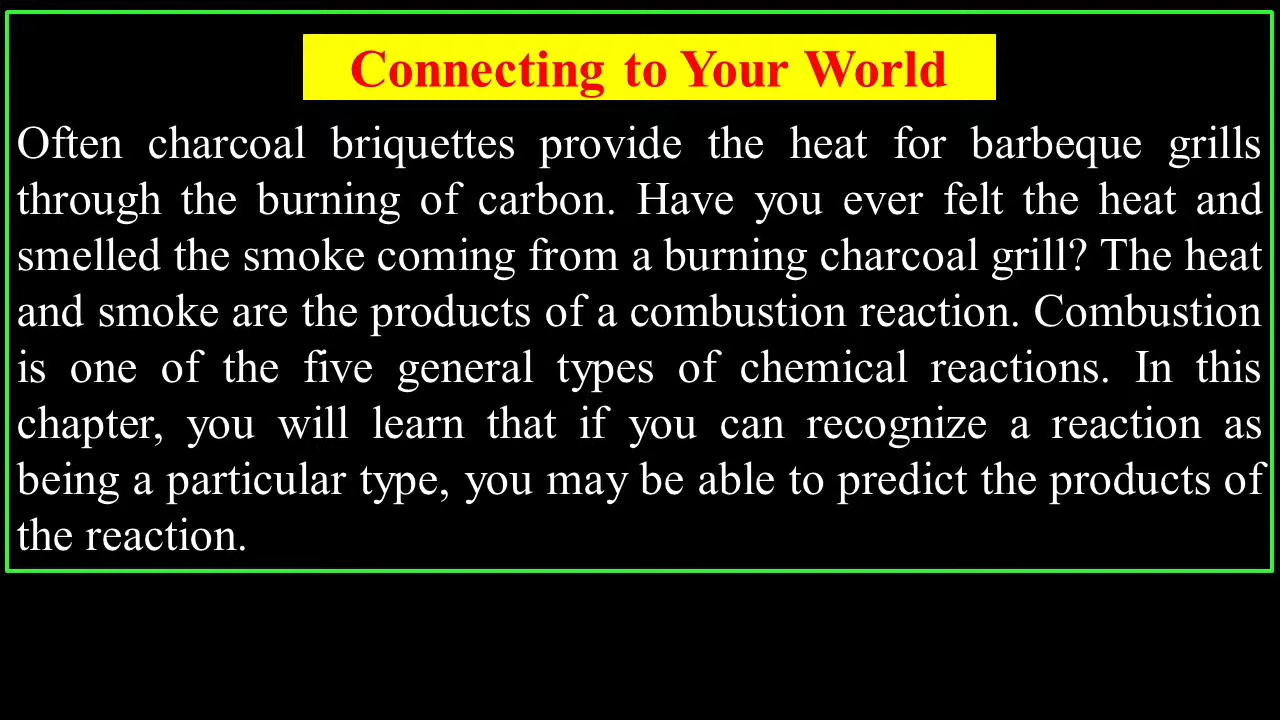 Connecting to Your World
Often charcoal briquettes provide the heat for barbeque grills
through the burning of carbon. Have you ever felt the heat and
smelled the smoke coming from a burning charcoal grill? The heat
and smoke are the products of a combustion reaction. Combustion
is one of the five general types of chemical reactions. In this
chapter, you will learn that if you can recognize a reaction as
being a particular type, you may be able to predict the products of
the reaction.